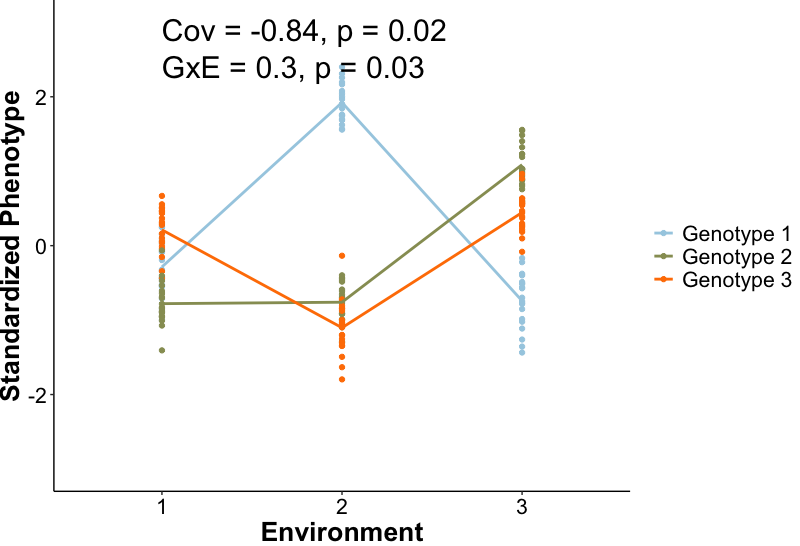 Cov = -0.84, p = 0.02
GxE = 0.3, p = 0.03
Standardized Phenotype
2
0
-2
1
2
3
Environment
Genotype 1
Genotype 2
Genotype 3